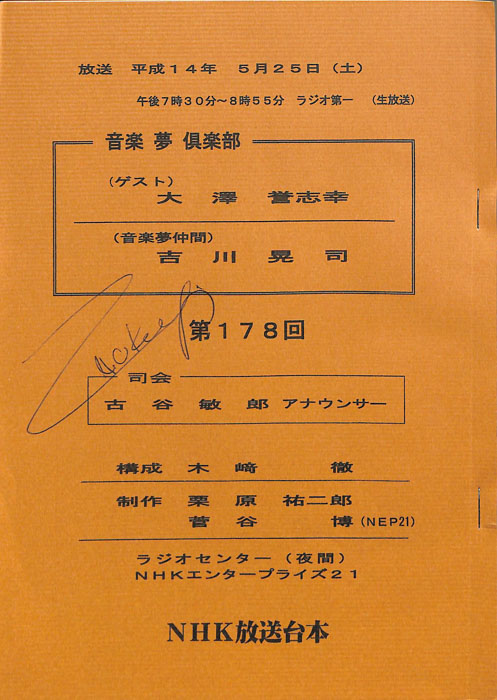 放送 平成14年 5月25日（土）
午後7時30分～8時55分 ラジオ第一 （生放送）
音楽 夢 倶楽部
（ゲスト）
大澤 誉志幸
（音楽夢仲間）
吉川晃司
第178回
司会
古谷敏郎 アナウンサー
構成 木﨑 徹
制作 栗原 祐二郎
菅谷 博（NEP21）
ラジオセンター（夜間）
NHKエンタープライズ21
NHK放送台本